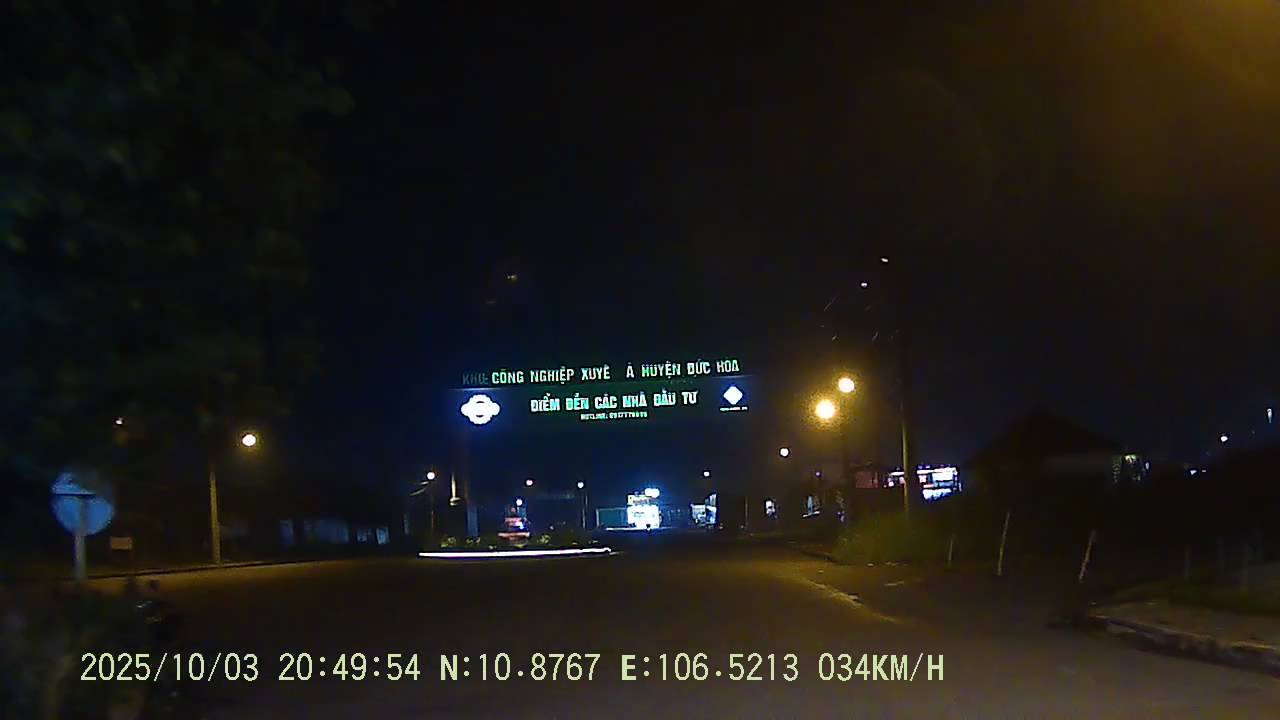 KHU CÔNG NGHIỆP XUYÊ Á HUYỆN ĐỨC HÒA
ĐIỂM ĐẾN CÁC NHÀ ĐẦU TƯ
2025/10/03 20:49:54 N:10.8767 E:106.5213 034KM/H